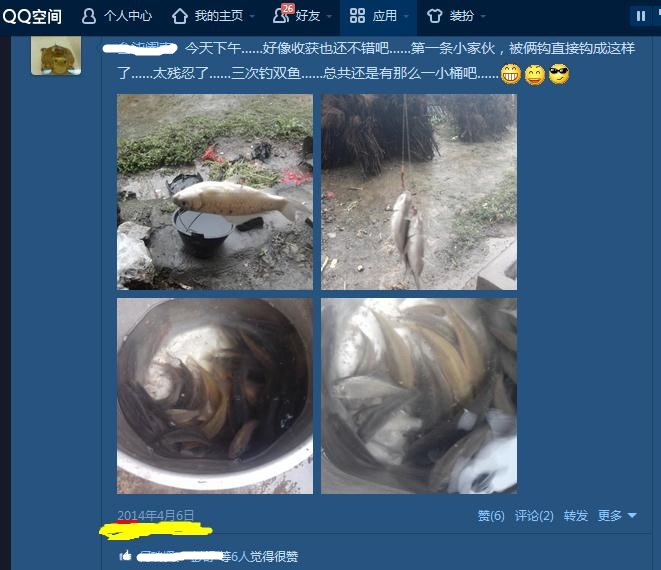 QQ空间 个人中心 我的主页 26 好友 应用 装扮
今天下午......好像收获也还不错吧......第一条小家伙，被俩钩直接钩成这样
了......太残忍了......三次钓双鱼......总共还是有那么一小桶吧......
2014年4月6日 赞(6) 评论(2) 转发 更多
等6人觉得很赞